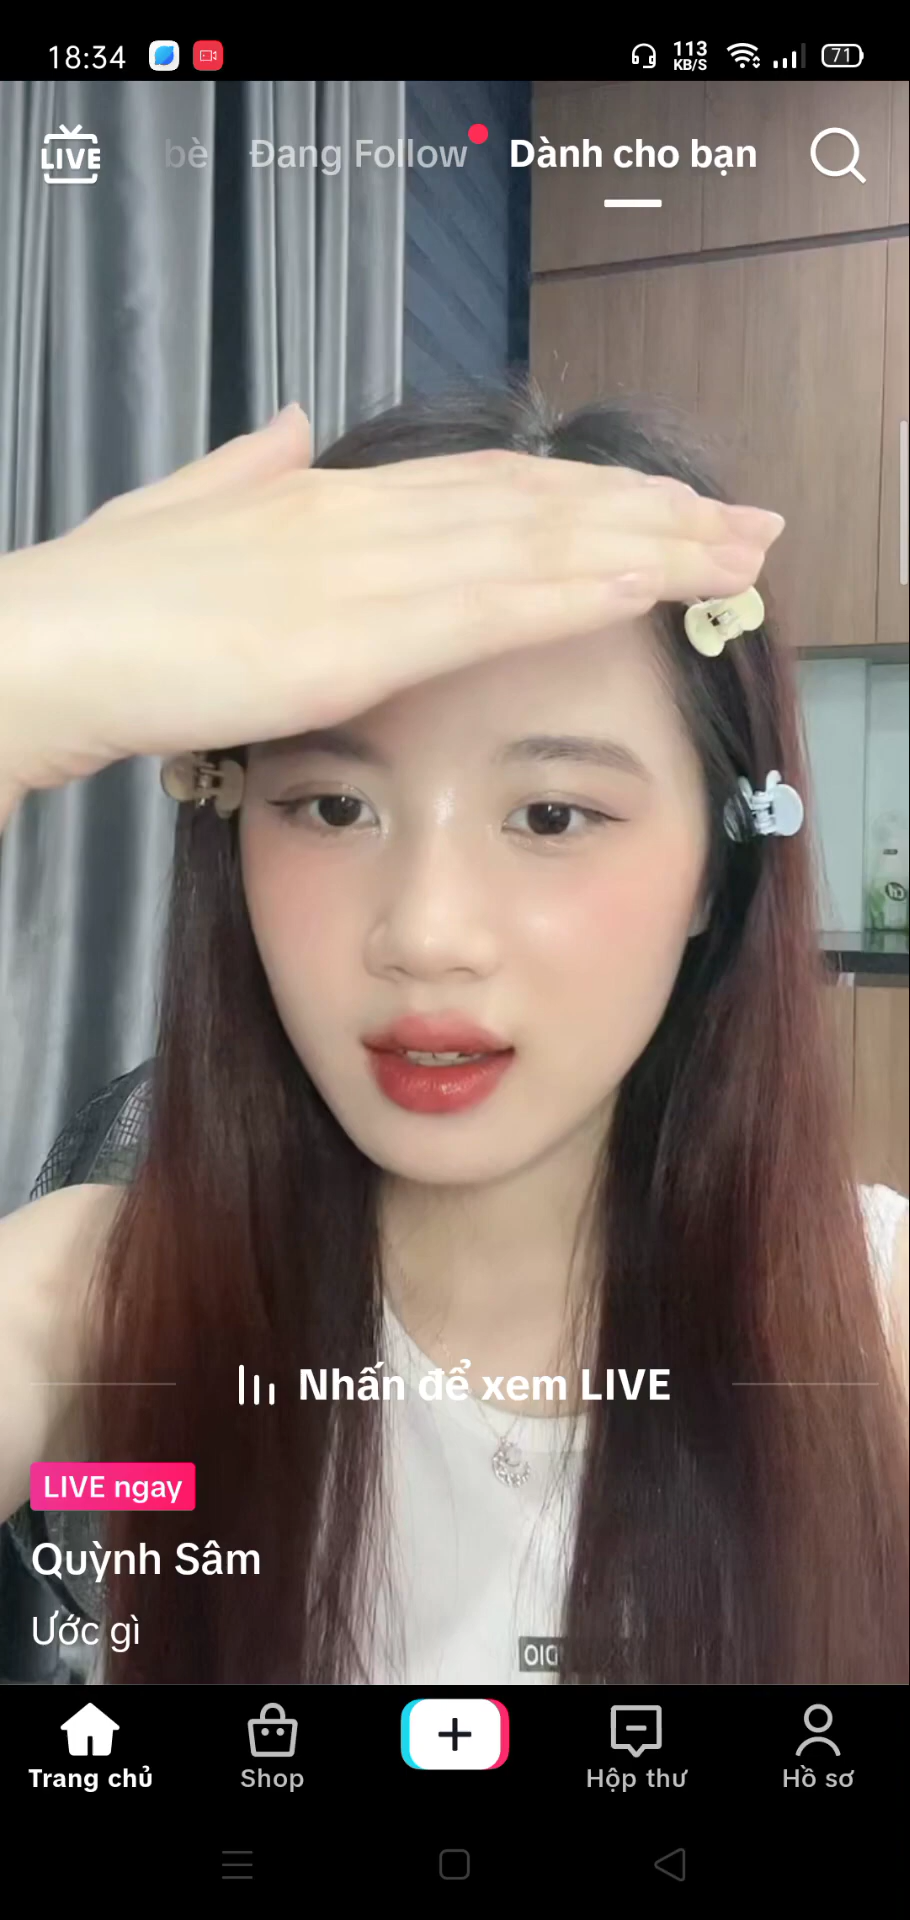 18:34
113
KB/S
71
LIVE
bè
Đang Follow
Dành cho bạn
Nhấn để xem LIVE
LIVE ngay
Quỳnh Sâm
Ước gì
Trang chủ
Shop
Hộp thư
Hồ sơ